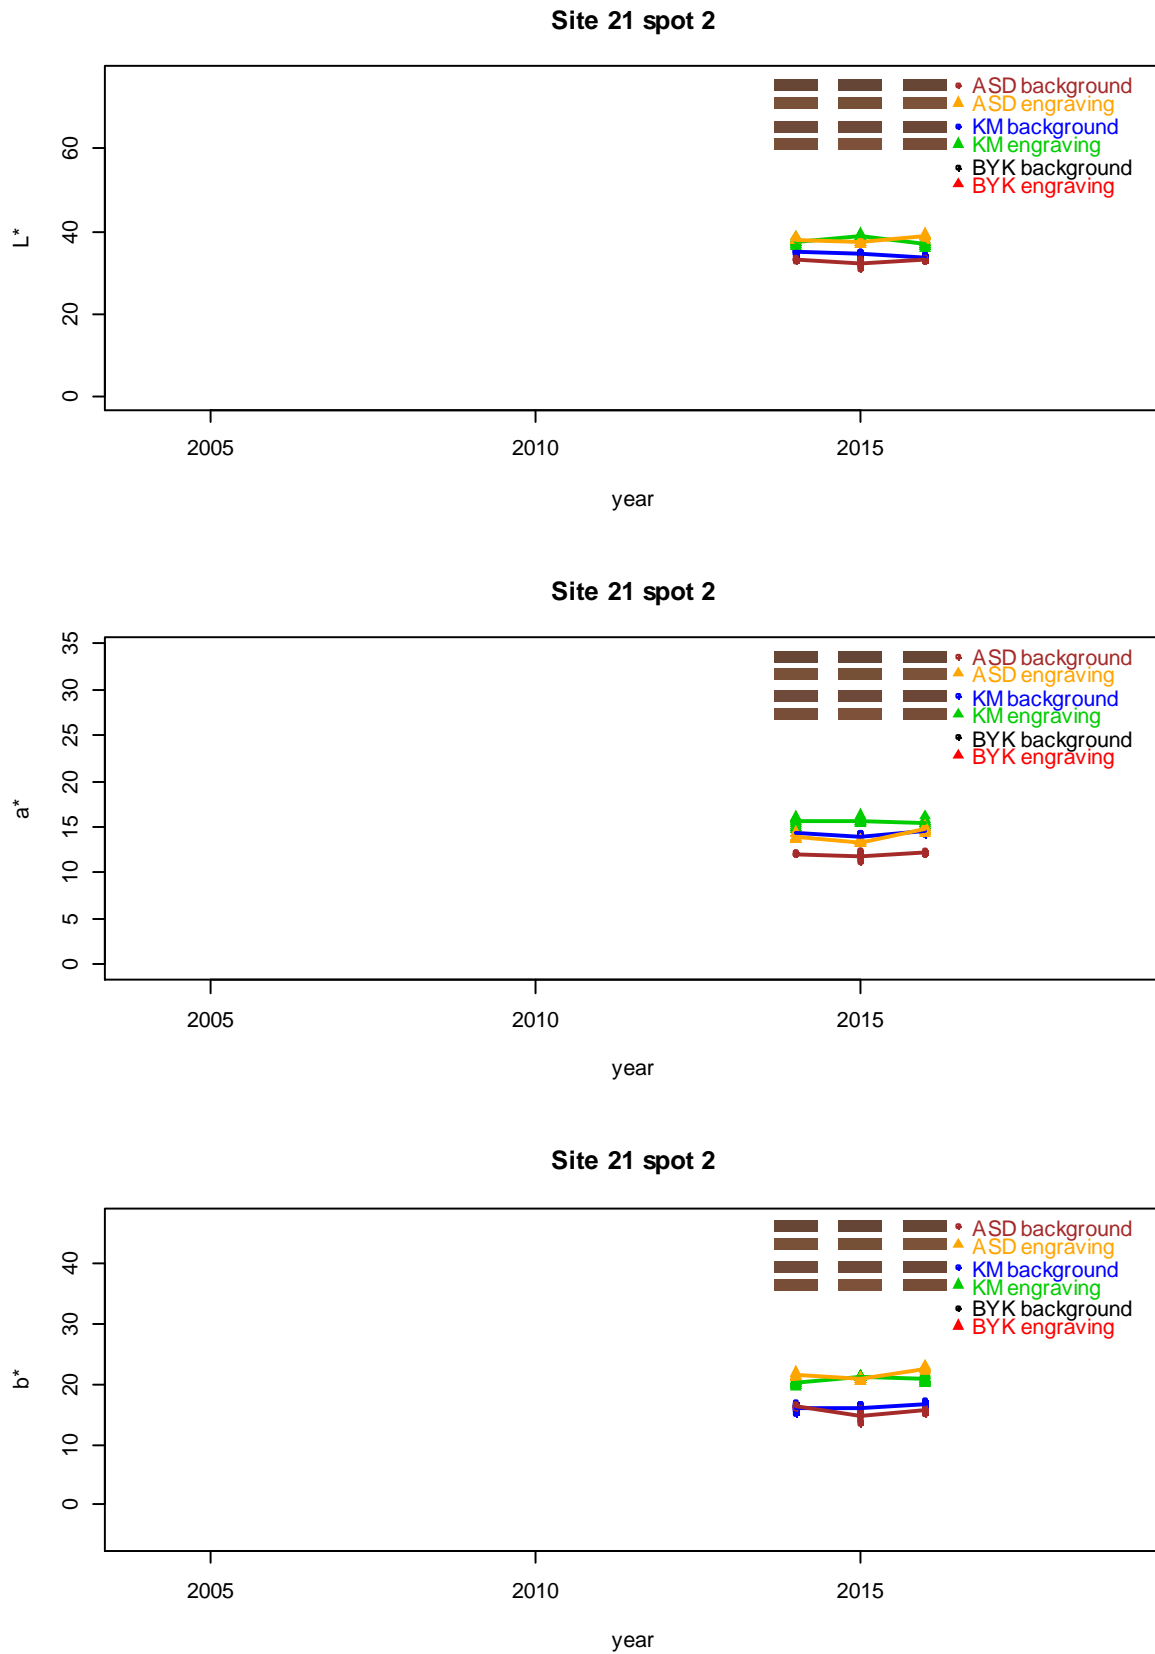 Site 21 spot 2
ASD background
ASD engraving
KM background
KM engraving
BYK background
BYK engraving
60
40
20
0
L*
2005 2010 2015
year
Site 21 spot 2
ASD background
ASD engraving
KM background
KM engraving
BYK background
BYK engraving
35
30
25
20
15
10
5
0
a*
2005 2010 2015
year
Site 21 spot 2
ASD background
ASD engraving
KM background
KM engraving
BYK background
BYK engraving
40
30
20
10
0
b*
2005 2010 2015
year